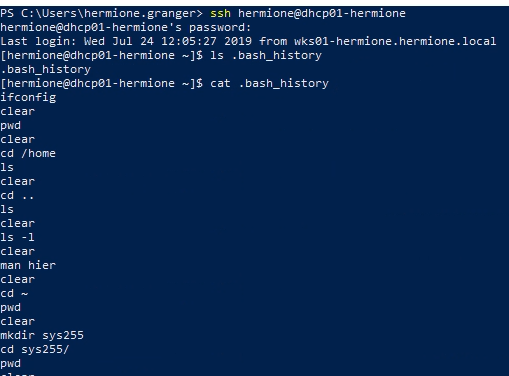 PS C:\Users\hermione.granger> ssh hermione@dhcp01-hermione
hermione@dhcp01-hermione's password:
Last login: Wed Jul 24 12:05:27 2019 from wks01-hermione.hermione.local
[hermione@dhcp01-hermione ~]$ ls .bash_history
.bash_history
[hermione@dhcp01-hermione ~]$ cat .bash_history
ifconfig
clear
pwd
clear
cd /home
ls
clear
cd ..
ls
clear
ls -l
clear
man hier
clear
cd ~
pwd
clear
mkdir sys255
cd sys255/
pwd